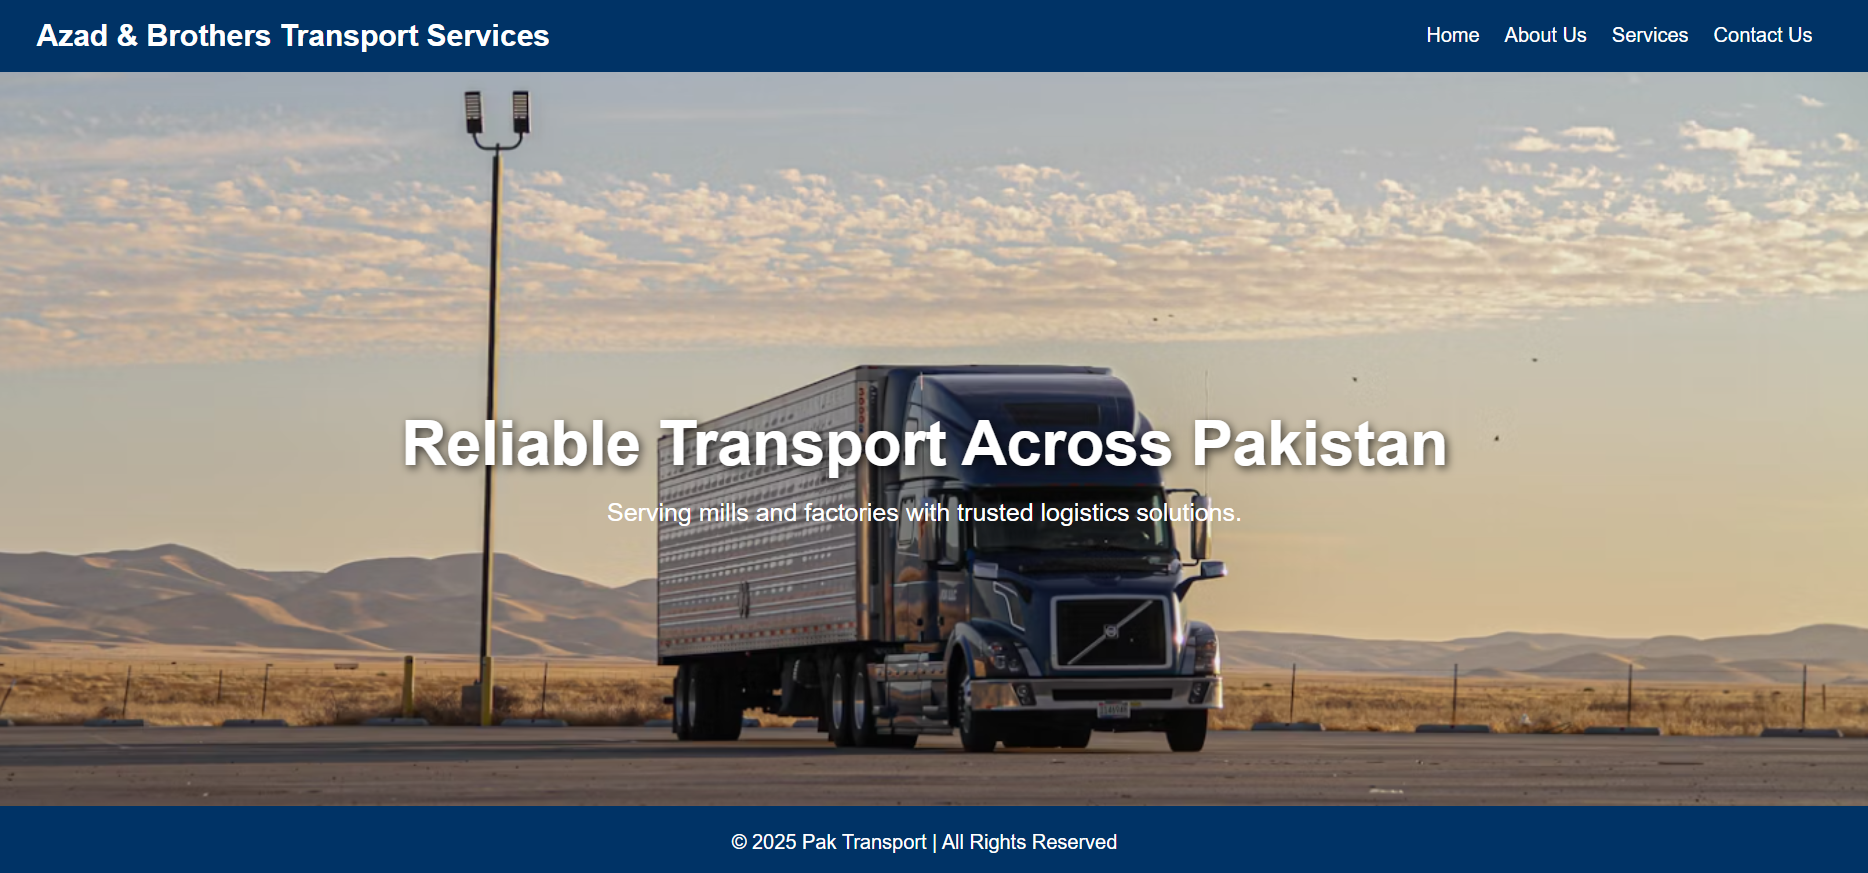 Azad & Brothers Transport Services
Home About Us Services Contact Us
Reliable Transport Across Pakistan
Serving mills and factories with trusted logistics solutions.
© 2025 Pak Transport | All Rights Reserved